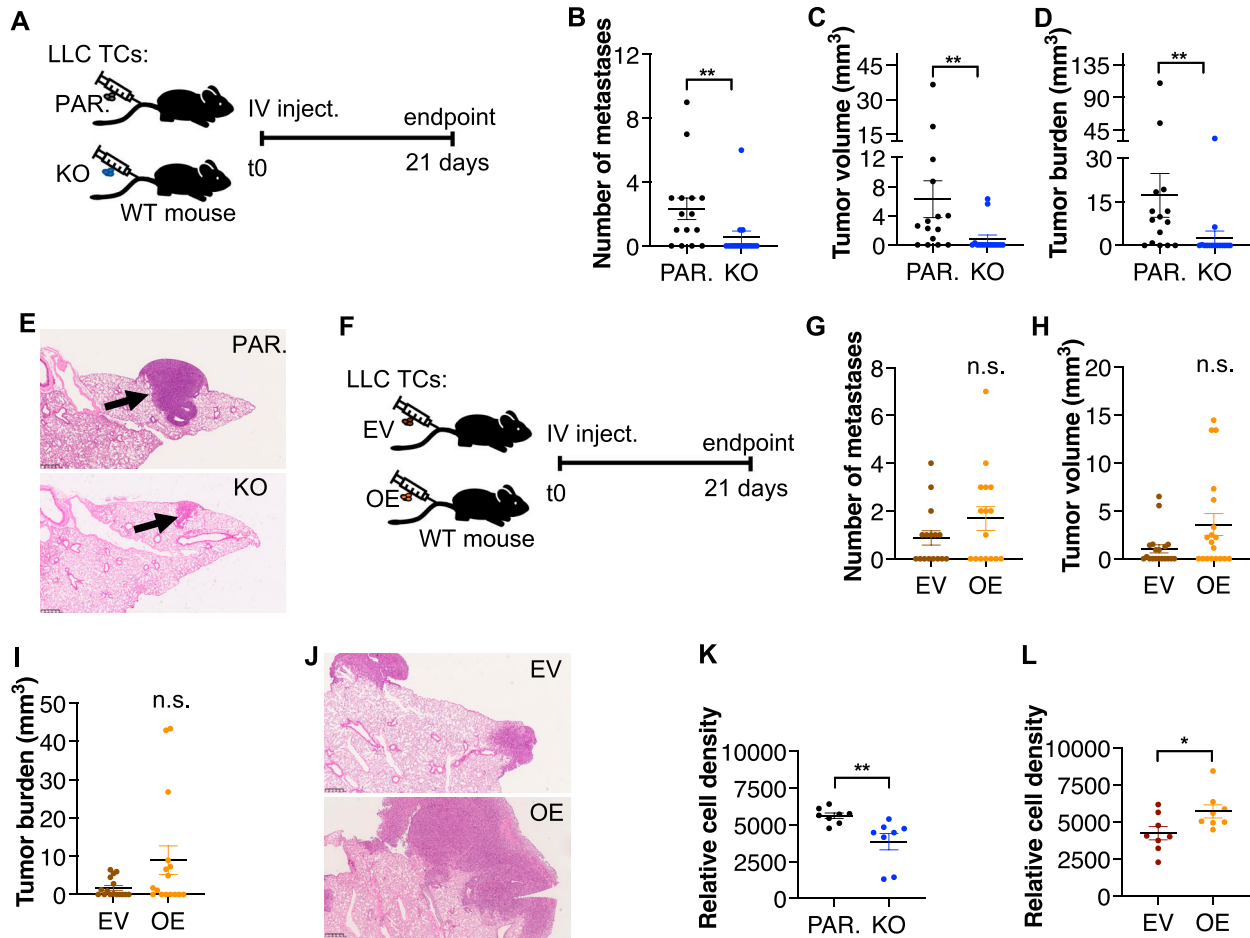 A
LLC TCs:
PAR.
KO
WT mouse
IV inject.
t0
endpoint
21 days
B
Number of metastases
12
8
4
0
**
PAR. KO
C
Tumor volume (mm³)
45
30
15
12
8
4
0
**
PAR. KO
D
Tumor burden (mm³)
135
90
45
30
15
0
**
PAR. KO
E
PAR.
KO
F
LLC TCs:
EV
OE
WT mouse
IV inject.
t0
endpoint
21 days
G
Number of metastases
8
6
4
2
0
n.s.
EV OE
H
Tumor volume (mm³)
20
15
10
5
0
n.s.
EV OE
I
Tumor burden (mm³)
50
40
30
20
10
0
n.s.
EV OE
J
EV
OE
K
Relative cell density
10000
7500
5000
2500
0
**
PAR. KO
L
Relative cell density
10000
7500
5000
2500
0
*
EV OE